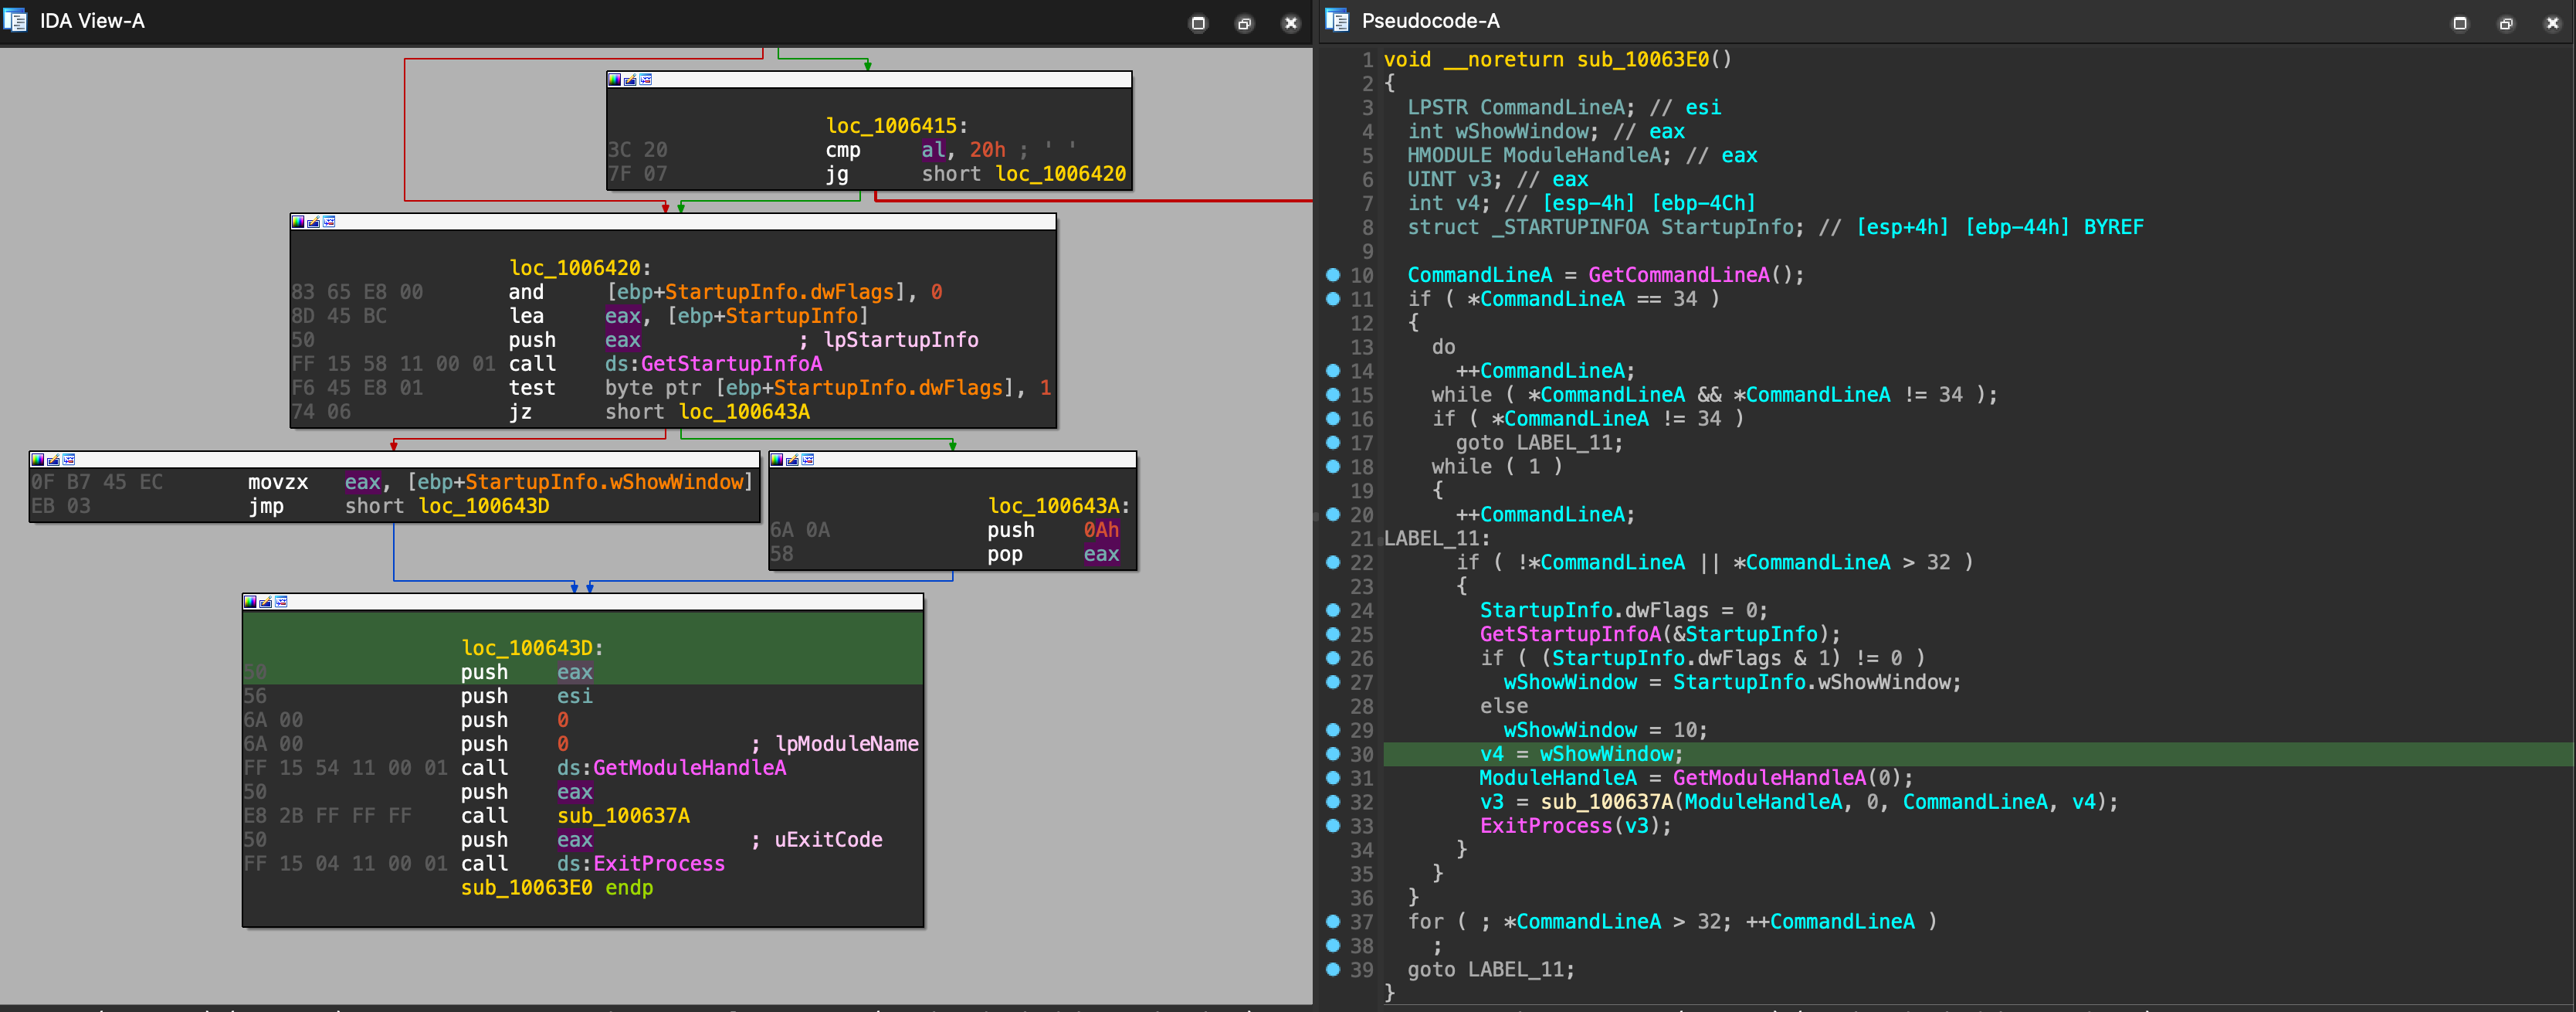 IDA View-A
loc_1006415:
3C 20 cmp al, 20h ; ' '
7F 07 jg short loc_1006420
loc_1006420:
83 65 E8 00 and [ebp+StartupInfo.dwFlags], 0
8D 45 BC lea eax, [ebp+StartupInfo]
50 push eax ; lpStartupInfo
FF 15 58 11 00 01 call ds:GetStartupInfoA
F6 45 E8 01 test byte ptr [ebp+StartupInfo.dwFlags], 1
74 06 jz short loc_100643A
0F B7 45 EC movzx eax, [ebp+StartupInfo.wShowWindow]
EB 03 jmp short loc_100643D
loc_100643A:
6A 0A push 0Ah
58 pop eax
loc_100643D:
50 push eax
56 push esi
6A 00 push 0
6A 00 push 0 ; lpModuleName
FF 15 54 11 00 01 call ds:GetModuleHandleA
50 push eax
E8 2B FF FF FF call sub_100637A
50 push eax ; uExitCode
FF 15 04 11 00 01 call ds:ExitProcess
sub_10063E0 endp
Pseudocode-A
1 void __noreturn sub_10063E0()
2 {
3 LPSTR CommandLineA; // esi
4 int wShowWindow; // eax
5 HMODULE ModuleHandleA; // eax
6 UINT v3; // eax
7 int v4; // [esp-4h] [ebp-4Ch]
8 struct _STARTUPINFOA StartupInfo; // [esp+4h] [ebp-44h] BYREF
9
10 CommandLineA = GetCommandLineA();
11 if ( *CommandLineA == 34 )
12 {
13 do
14 ++CommandLineA;
15 while ( *CommandLineA && *CommandLineA != 34 );
16 if ( *CommandLineA != 34 )
17 goto LABEL_11;
18 while ( 1 )
19 {
20 ++CommandLineA;
21 LABEL_11:
22 if ( !*CommandLineA || *CommandLineA > 32 )
23 {
24 StartupInfo.dwFlags = 0;
25 GetStartupInfoA(&StartupInfo);
26 if ( (StartupInfo.dwFlags & 1) != 0 )
27 wShowWindow = StartupInfo.wShowWindow;
28 else
29 wShowWindow = 10;
30 v4 = wShowWindow;
31 ModuleHandleA = GetModuleHandleA(0);
32 v3 = sub_100637A(ModuleHandleA, 0, CommandLineA, v4);
33 ExitProcess(v3);
34 }
35 }
36 }
37 for ( ; *CommandLineA > 32; ++CommandLineA )
38 ;
39 goto LABEL_11;
}